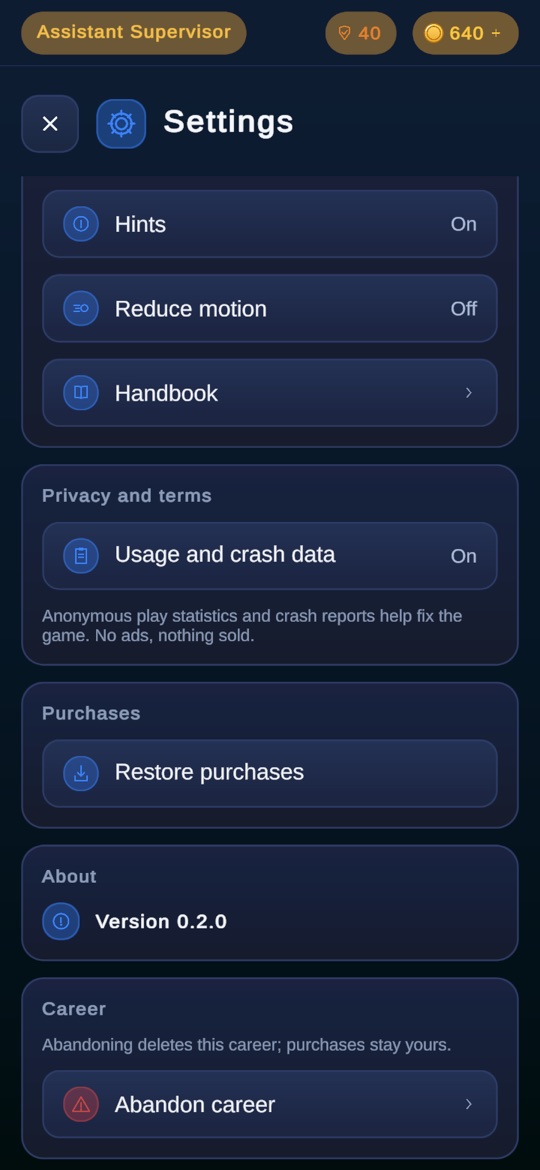 Assistant Supervisor
40
640 +
Settings
Hints
On
Reduce motion
Off
Handbook
Privacy and terms
Usage and crash data
On
Anonymous play statistics and crash reports help fix the
game. No ads, nothing sold.
Purchases
Restore purchases
About
Version 0.2.0
Career
Abandoning deletes this career; purchases stay yours.
Abandon career